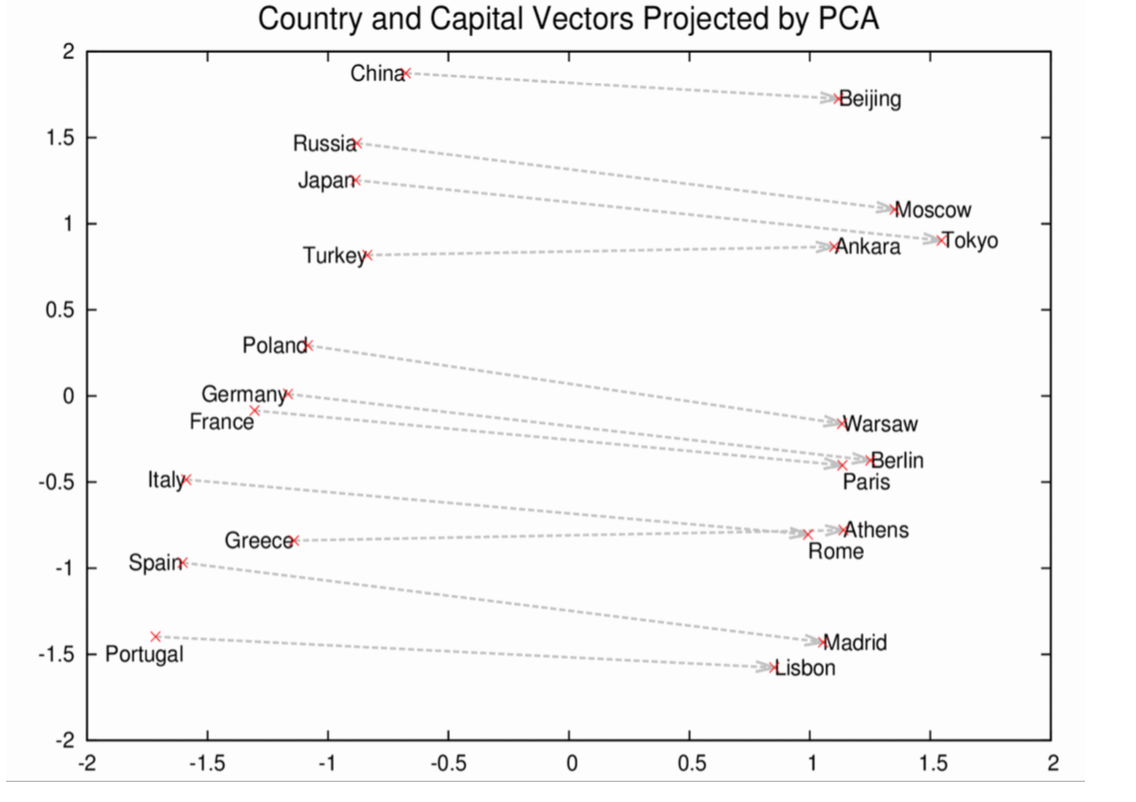 Country and Capital Vectors Projected by PCA
2
China
Beijing
1.5
Russia
Japan
Moscow
1
Tokyo
Turkey
Ankara
0.5
Poland
0
Germany
France
Warsaw
Berlin
-0.5
Italy
Paris
Greece
Athens
Rome
-1
Spain
Madrid
-1.5
Portugal
Lisbon
-2
-2 -1.5 -1 -0.5 0 0.5 1 1.5 2